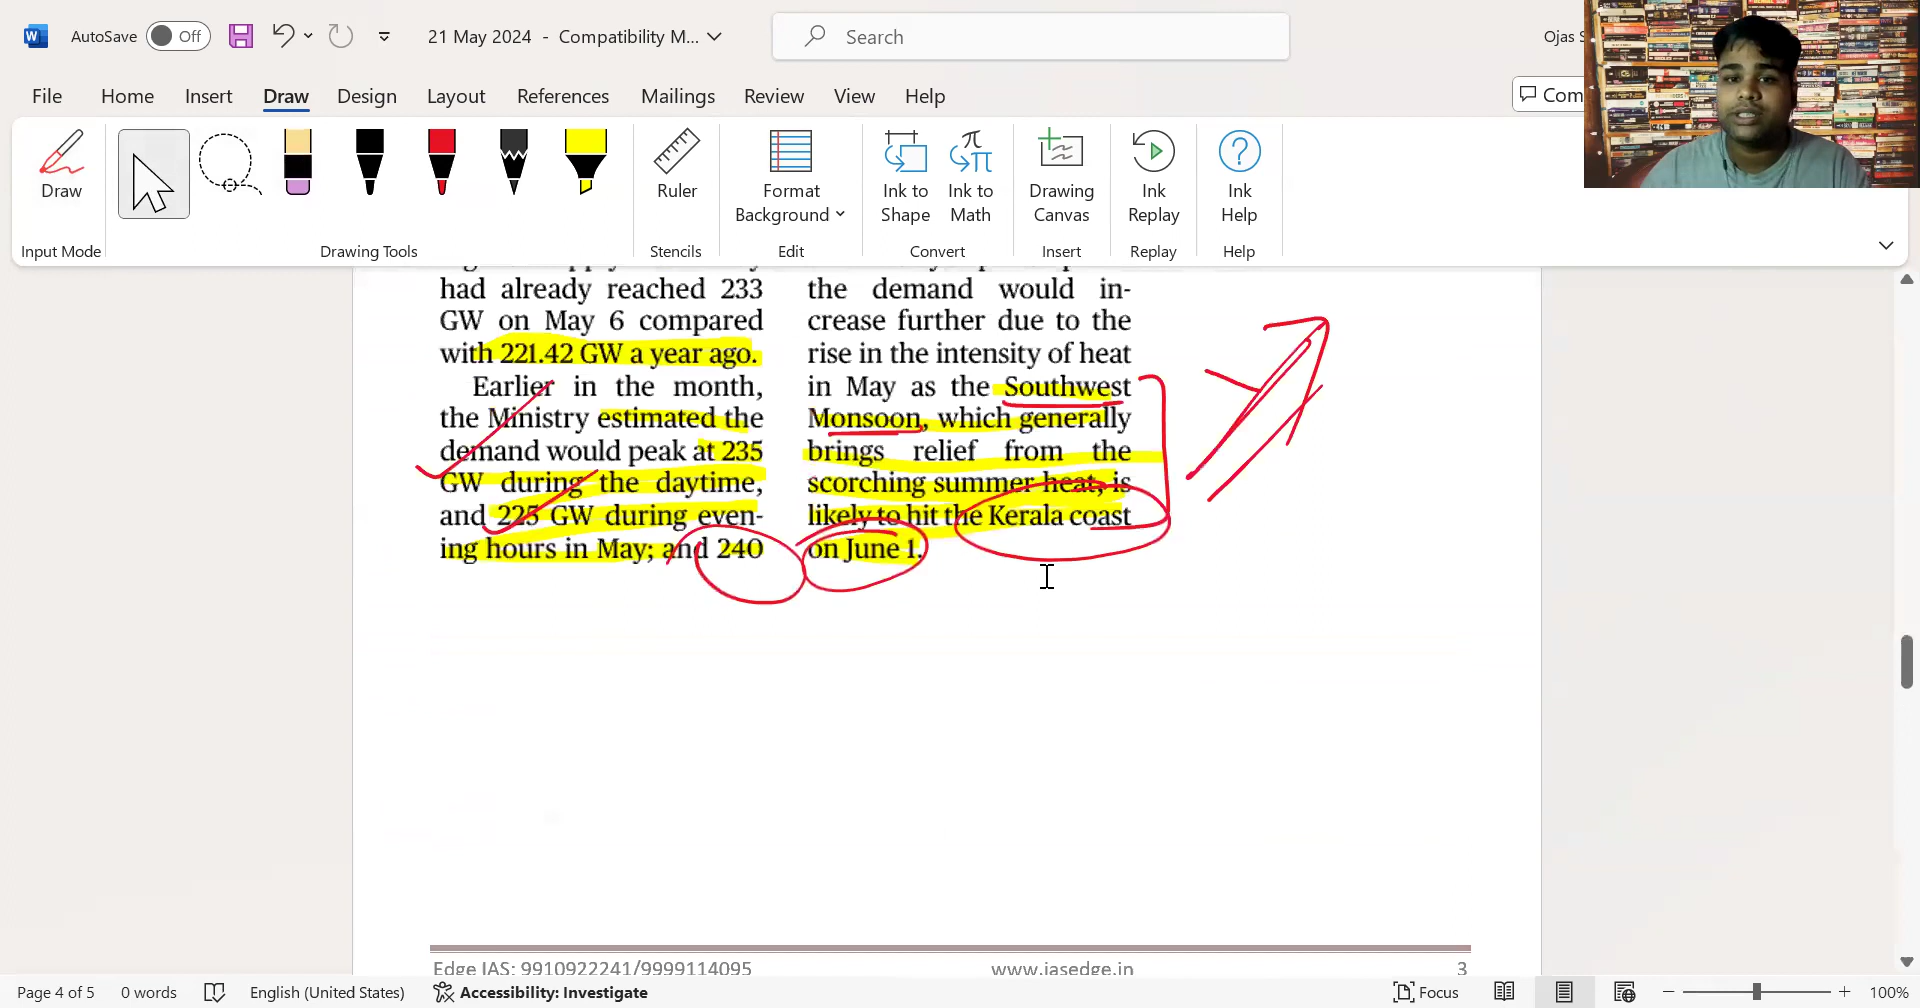 AutoSave Off 21 May 2024 - Compatibility M... Search Ojas S
File Home Insert Draw Design Layout References Mailings Review View Help Com
Draw
Ruler
Format
Background
Ink to
Shape
Ink to
Math
Drawing
Canvas
Ink
Replay
Ink
Help
Input Mode Drawing Tools Stencils Edit Convert Insert Replay Help
had already reached 233
GW on May 6 compared
with 221.42 GW a year ago.
Earlier in the month,
the Ministry estimated the
demand would peak at 235
GW during the daytime,
and 225 GW during even-
ing hours in May; and 240
the demand would in-
crease further due to the
rise in the intensity of heat
in May as the Southwest
Monsoon, which generally
brings relief from the
scorching summer heat, is
likely to hit the Kerala coast
on June 1.
Edge IAS: 9910922241/9999114095 www.iasedge.in 3
Page 4 of 5 0 words English (United States) Accessibility: Investigate Focus 100%